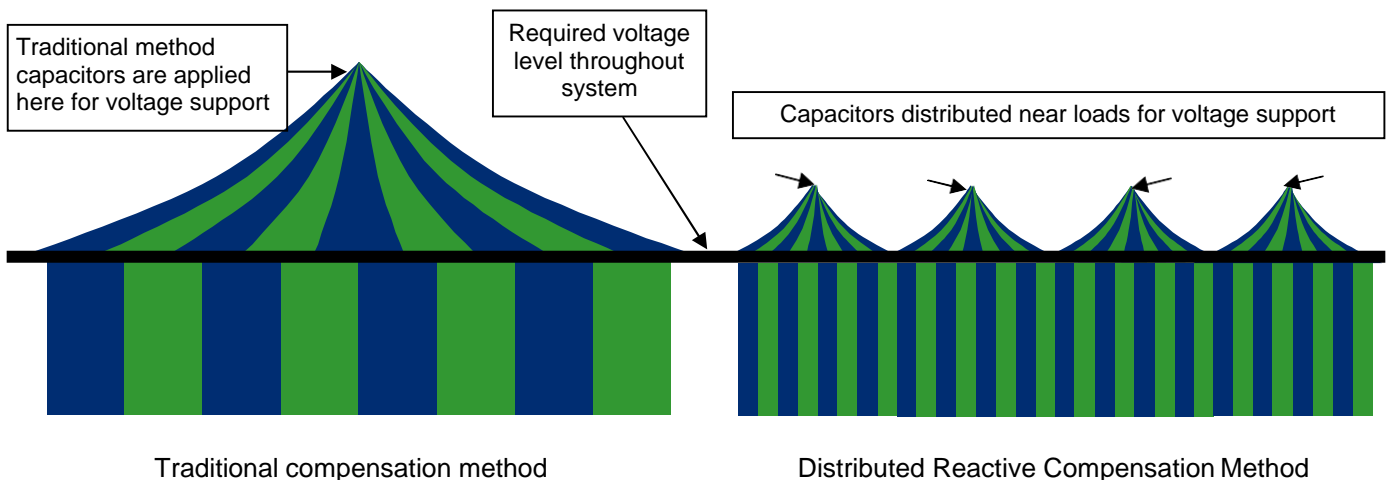 Traditional method
capacitors are applied
here for voltage support
Required voltage
level throughout
system
Capacitors distributed near loads for voltage support
Traditional compensation method
Distributed Reactive Compensation Method